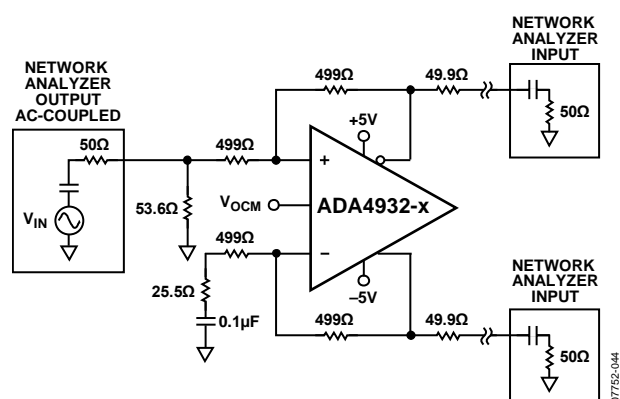 NETWORK
ANALYZER
INPUT
NETWORK
ANALYZER
OUTPUT
AC-COUPLED
499Ω
49.9Ω
50Ω
50Ω
+5V
499Ω
+
VIN
53.6Ω
VOCM
ADA4932-x
499Ω
−
25.5Ω
0.1µF
−5V
499Ω
49.9Ω
NETWORK
ANALYZER
INPUT
50Ω
07752-044